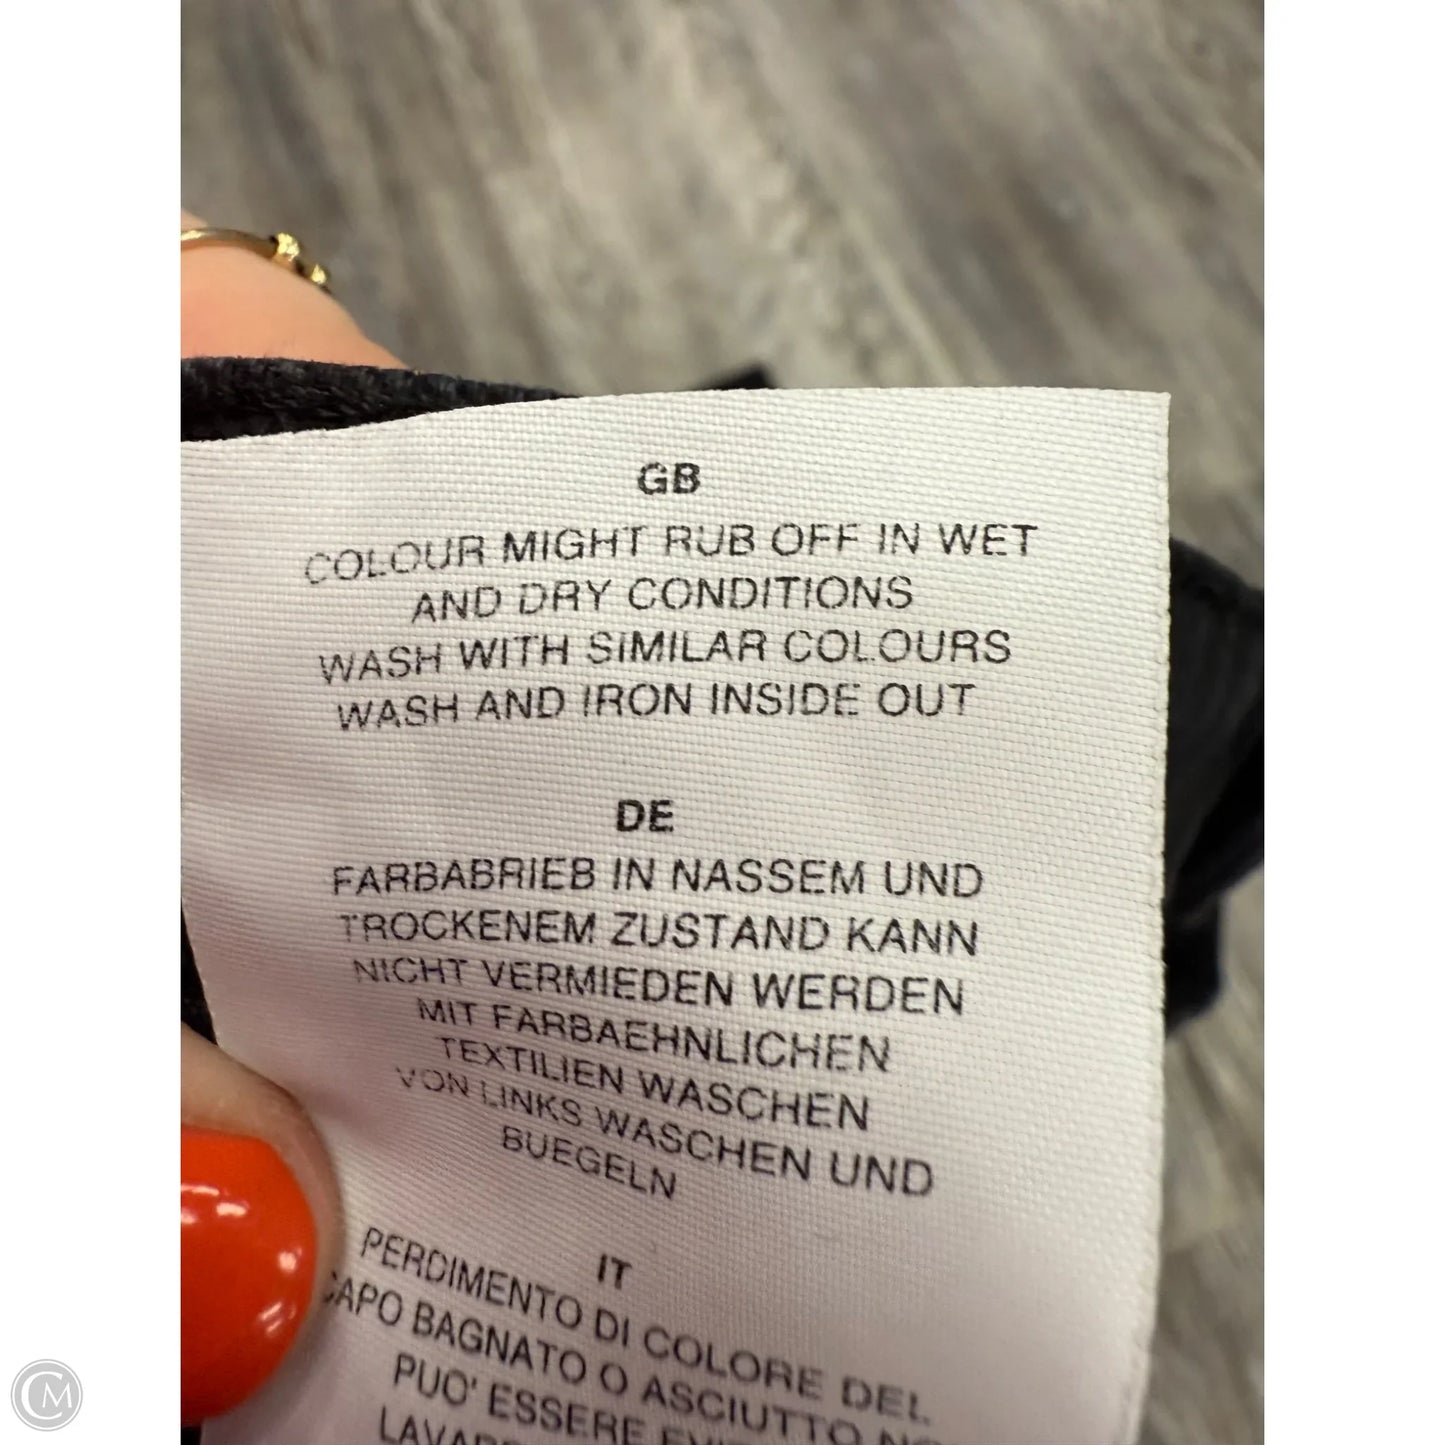 GB
COLOUR MIGHT RUB OFF IN WET
AND DRY CONDITIONS
WASH WITH SIMILAR COLOURS
WASH AND IRON INSIDE OUT
DE
FARBABRIEB IN NASSEM UND
TROCKENEM ZUSTAND KANN
NICHT VERMIEDEN WERDEN
MIT FARBAEHNLICHEN
TEXTILIEN WASCHEN
VON LINKS WASCHEN UND
BUEGELN
IT
PERDIMENTO DI COLORE DEL
CAPO BAGNATO O ASCIUTTO
PUO' ESSERE
CM